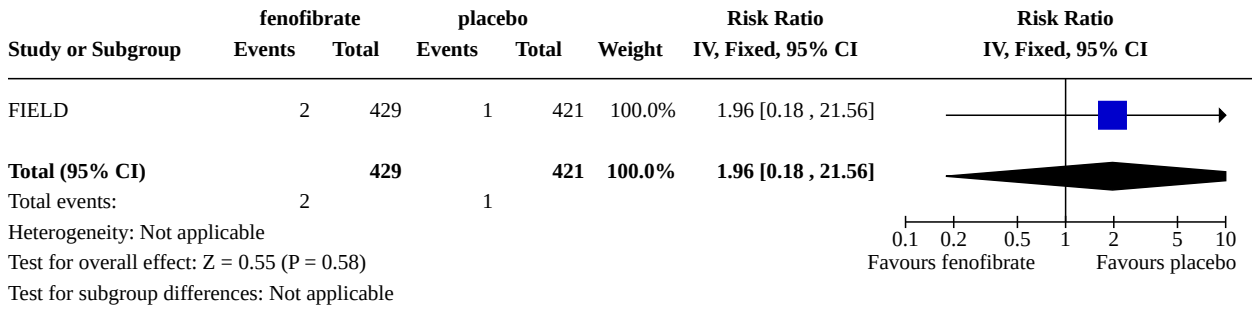 fenofibrate placebo Risk Ratio Risk Ratio
Study or Subgroup Events Total Events Total Weight IV, Fixed, 95% CI IV, Fixed, 95% CI
FIELD 2 429 1 421 100.0% 1.96 [0.18 , 21.56]
Total (95% CI) 429 421 100.0% 1.96 [0.18 , 21.56]
Total events: 2 1
Heterogeneity: Not applicable
0.1 0.2 0.5 1 2 5 10
Test for overall effect: Z = 0.55 (P = 0.58) Favours fenofibrate Favours placebo
Test for subgroup differences: Not applicable